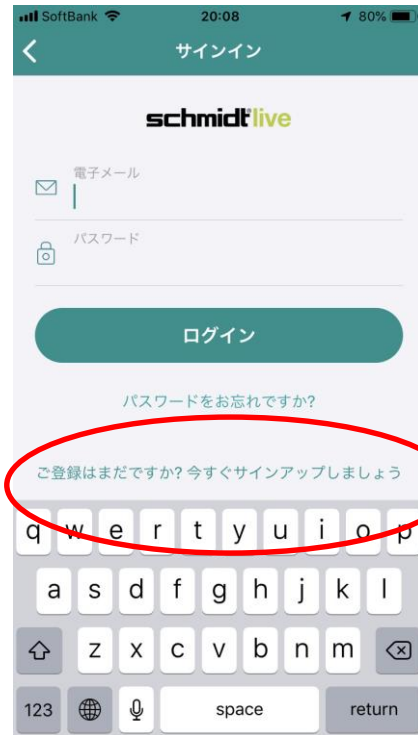 SoftBank 20:08 80%
サインイン
schmidt live
電子メール
パスワード
ログイン
パスワードをお忘れですか?
ご登録はまだですか? 今すぐサインアップしましょう
q w e r t y u i o p
a s d f g h j k l
z x c v b n m
123 space return